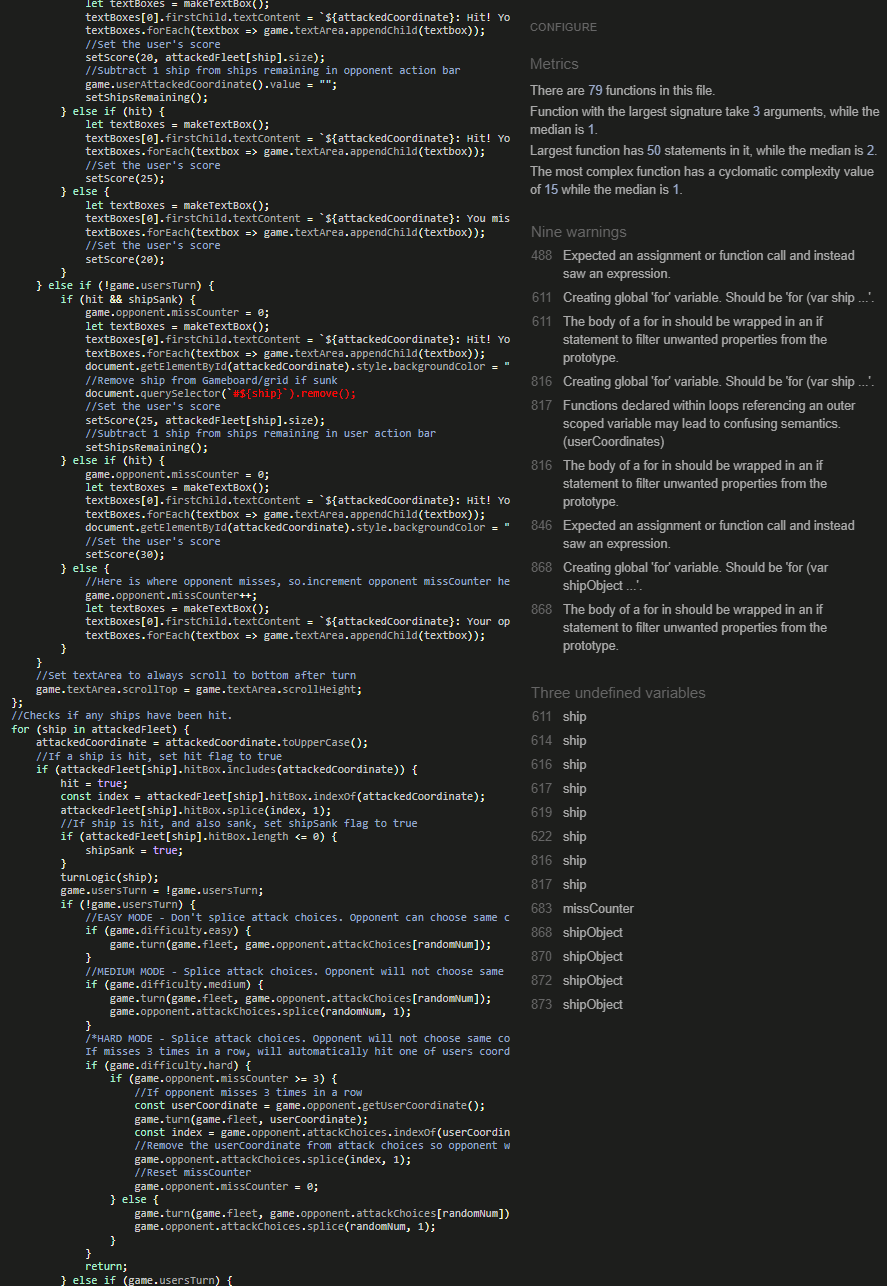 let textBoxes = makeTextBox();
textBoxes[0].firstChild.textContent = `${attackedCoordinate}: Hit! Yo
textBoxes.forEach(textbox => game.textArea.appendChild(textbox));
//Set the user's score
setScore(20, attackedFleet[ship].size);
//Subtract 1 ship from ships remaining in opponent action bar
game.userAttackedCoordinate().value = "";
setShipsRemaining();
} else if (hit) {
let textBoxes = makeTextBox();
textBoxes[0].firstChild.textContent = `${attackedCoordinate}: Hit! Yo
textBoxes.forEach(textbox => game.textArea.appendChild(textbox));
//Set the user's score
setScore(25);
} else {
let textBoxes = makeTextBox();
textBoxes[0].firstChild.textContent = `${attackedCoordinate}: You mis
textBoxes.forEach(textbox => game.textArea.appendChild(textbox));
//Set the user's score
setScore(20);
}
} else if (!game.usersTurn) {
if (hit && shipSank) {
game.opponent.missCounter = 0;
let textBoxes = makeTextBox();
textBoxes[0].firstChild.textContent = `${attackedCoordinate}: Hit! Yo
textBoxes.forEach(textbox => game.textArea.appendChild(textbox));
document.getElementById(attackedCoordinate).style.backgroundColor = "
//Remove ship from Gameboard/grid if sunk
document.querySelector(`#${ship}`).remove();
//Set the user's score
setScore(25, attackedFleet[ship].size);
//Subtract 1 ship from ships remaining in user action bar
setShipsRemaining();
} else if (hit) {
game.opponent.missCounter = 0;
let textBoxes = makeTextBox();
textBoxes[0].firstChild.textContent = `${attackedCoordinate}: Hit! Yo
textBoxes.forEach(textbox => game.textArea.appendChild(textbox));
document.getElementById(attackedCoordinate).style.backgroundColor = "
//Set the user's score
setScore(30);
} else {
//Here is where opponent misses, so.increment opponent missCounter he
game.opponent.missCounter++;
let textBoxes = makeTextBox();
textBoxes[0].firstChild.textContent = `${attackedCoordinate}: Your op
textBoxes.forEach(textbox => game.textArea.appendChild(textbox));
}
}
//Set textArea to always scroll to bottom after turn
game.textArea.scrollTop = game.textArea.scrollHeight;
};
//Checks if any ships have been hit.
for (ship in attackedFleet) {
attackedCoordinate = attackedCoordinate.toUpperCase();
//If a ship is hit, set hit flag to true
if (attackedFleet[ship].hitBox.includes(attackedCoordinate)) {
hit = true;
const index = attackedFleet[ship].hitBox.indexOf(attackedCoordinate);
attackedFleet[ship].hitBox.splice(index, 1);
//If ship is hit, and also sank, set shipSank flag to true
if (attackedFleet[ship].hitBox.length <= 0) {
shipSank = true;
}
turnLogic(ship);
game.usersTurn = !game.usersTurn;
if (!game.usersTurn) {
//EASY MODE - Don't splice attack choices. Opponent can choose same c
if (game.difficulty.easy) {
game.turn(game.fleet, game.opponent.attackChoices[randomNum]);
}
//MEDIUM MODE - Splice attack choices. Opponent will not choose same
if (game.difficulty.medium) {
game.turn(game.fleet, game.opponent.attackChoices[randomNum]);
game.opponent.attackChoices.splice(randomNum, 1);
}
/*HARD MODE - Splice attack choices. Opponent will not choose same co
If misses 3 times in a row, will automatically hit one of users coord
if (game.difficulty.hard) {
if (game.opponent.missCounter >= 3) {
//If opponent misses 3 times in a row
const userCoordinate = game.opponent.getUserCoordinate();
game.turn(game.fleet, userCoordinate);
const index = game.opponent.attackChoices.indexOf(userCoordin
//Remove the userCoordinate from attack choices so opponent w
game.opponent.attackChoices.splice(index, 1);
//Reset missCounter
game.opponent.missCounter = 0;
} else {
game.turn(game.fleet, game.opponent.attackChoices[randomNum])
game.opponent.attackChoices.splice(randomNum, 1);
}
}
return;
} else if (game.usersTurn) {
CONFIGURE
Metrics
There are 79 functions in this file.
Function with the largest signature take 3 arguments, while the
median is 1.
Largest function has 50 statements in it, while the median is 2.
The most complex function has a cyclomatic complexity value
of 15 while the median is 1.
Nine warnings
488 Expected an assignment or function call and instead
saw an expression.
611 Creating global 'for' variable. Should be 'for (var ship ...'.
611 The body of a for in should be wrapped in an if
statement to filter unwanted properties from the
prototype.
816 Creating global 'for' variable. Should be 'for (var ship ...'.
817 Functions declared within loops referencing an outer
scoped variable may lead to confusing semantics.
(userCoordinates)
816 The body of a for in should be wrapped in an if
statement to filter unwanted properties from the
prototype.
846 Expected an assignment or function call and instead
saw an expression.
868 Creating global 'for' variable. Should be 'for (var
shipObject ...'.
868 The body of a for in should be wrapped in an if
statement to filter unwanted properties from the
prototype.
Three undefined variables
611 ship
614 ship
616 ship
617 ship
619 ship
622 ship
816 ship
817 ship
683 missCounter
868 shipObject
870 shipObject
872 shipObject
873 shipObject